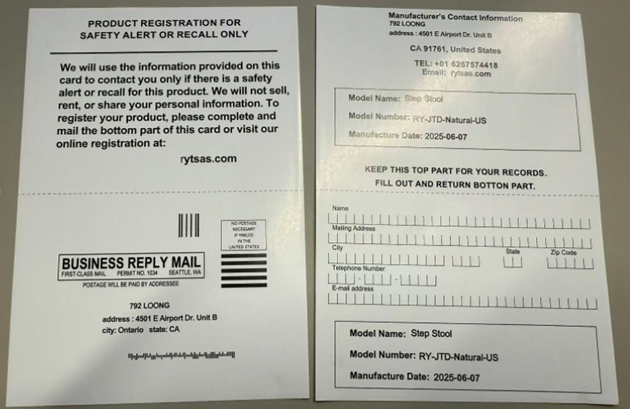 PRODUCT REGISTRATION FOR
SAFETY ALERT OR RECALL ONLY
We will use the information provided on this
card to contact you only if there is a safety
alert or recall for this product. We will not sell,
rent, or share your personal information. To
register your product, please complete and
mail the bottom part of this card or visit our
online registration at:
rytsas.com
NO POSTAGE
NECESSARY
IF MAILED
IN THE
UNITED STATES
BUSINESS REPLY MAIL
FIRST-CLASS MAIL PERMIT NO. 1034 SEATTLE, WA
POSTAGE WILL BE PAID BY ADDRESSEE
792 LOONG
address : 4501 E Airport Dr. Unit B
city: Ontario state: CA
Manufacturer's Contact Information
792 LOONG
address : 4501 E Airport Dr. Unit B
CA 91761, United States
TEL: +01 6267574418
Email: rytsas.com
Model Name: Step Stool
Model Number: RY-JTD-Natural-US
Manufacture Date: 2025-06-07
KEEP THIS TOP PART FOR YOUR RECORDS.
FILL OUT AND RETURN BOTTON PART.
Name
Mailing Address
City State Zip Code
Telephone Number
E-mail address
Model Name: Step Stool
Model Number: RY-JTD-Natural-US
Manufacture Date: 2025-06-07